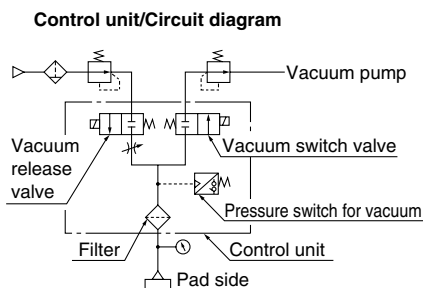 Control unit/Circuit diagram
Vacuum pump
Vacuum
release
valve
Vacuum switch valve
Pressure switch for vacuum
Filter
Control unit
Pad side